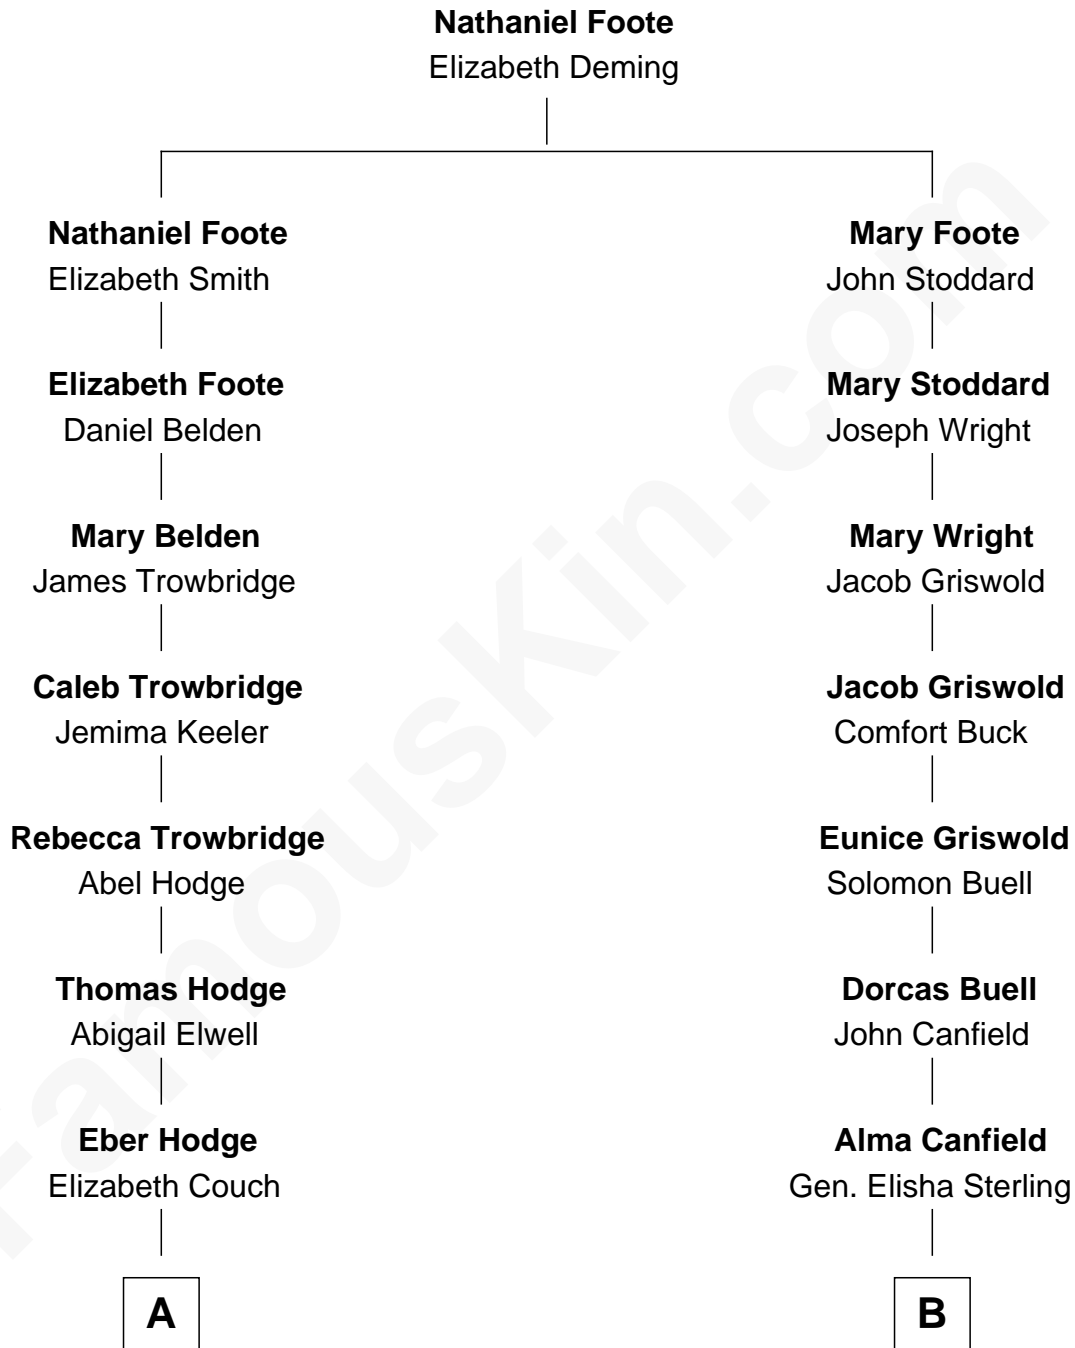 Nathaniel Foote
Elizabeth Deming
Nathaniel Foote
Elizabeth Smith
Mary Foote
John Stoddard
Elizabeth Foote
Daniel Belden
Mary Stoddard
Joseph Wright
Mary Belden
James Trowbridge
Mary Wright
Jacob Griswold
Caleb Trowbridge
Jemima Keeler
Jacob Griswold
Comfort Buck
Rebecca Trowbridge
Abel Hodge
Eunice Griswold
Solomon Buell
Thomas Hodge
Abigail Elwell
Dorcas Buell
John Canfield
Eber Hodge
Elizabeth Couch
Alma Canfield
Gen. Elisha Sterling
A
B
FamousKin.com